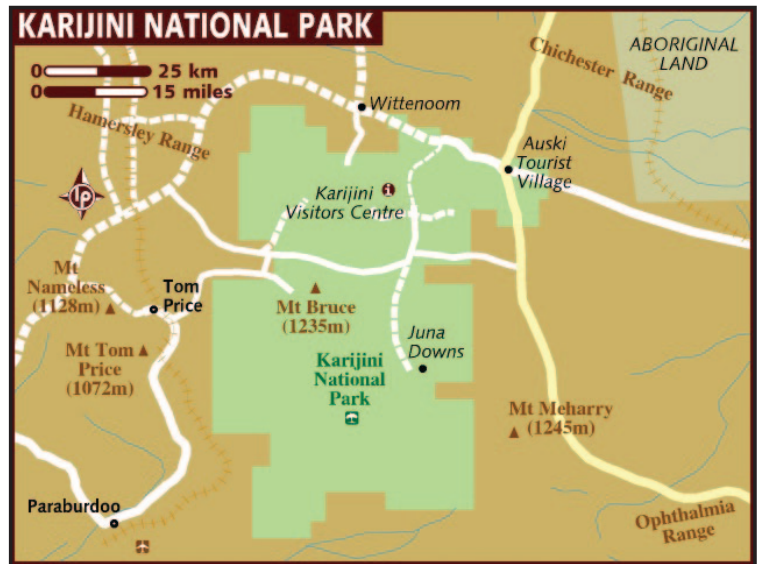 KARIJINI NATIONAL PARK
0 25 km
0 15 miles
Chichester Range
ABORIGINAL
LAND
Hamersley Range
Wittenoom
Auski
Tourist
Village
Karijini
Visitors Centre
i
lp
Mt
Nameless
(1128m)
Tom
Price
Mt Bruce
(1235m)
Mt Tom
Price
(1072m)
Juna
Downs
Karijini
National
Park
Mt Meharry
(1245m)
Paraburdoo
Ophthalmia
Range